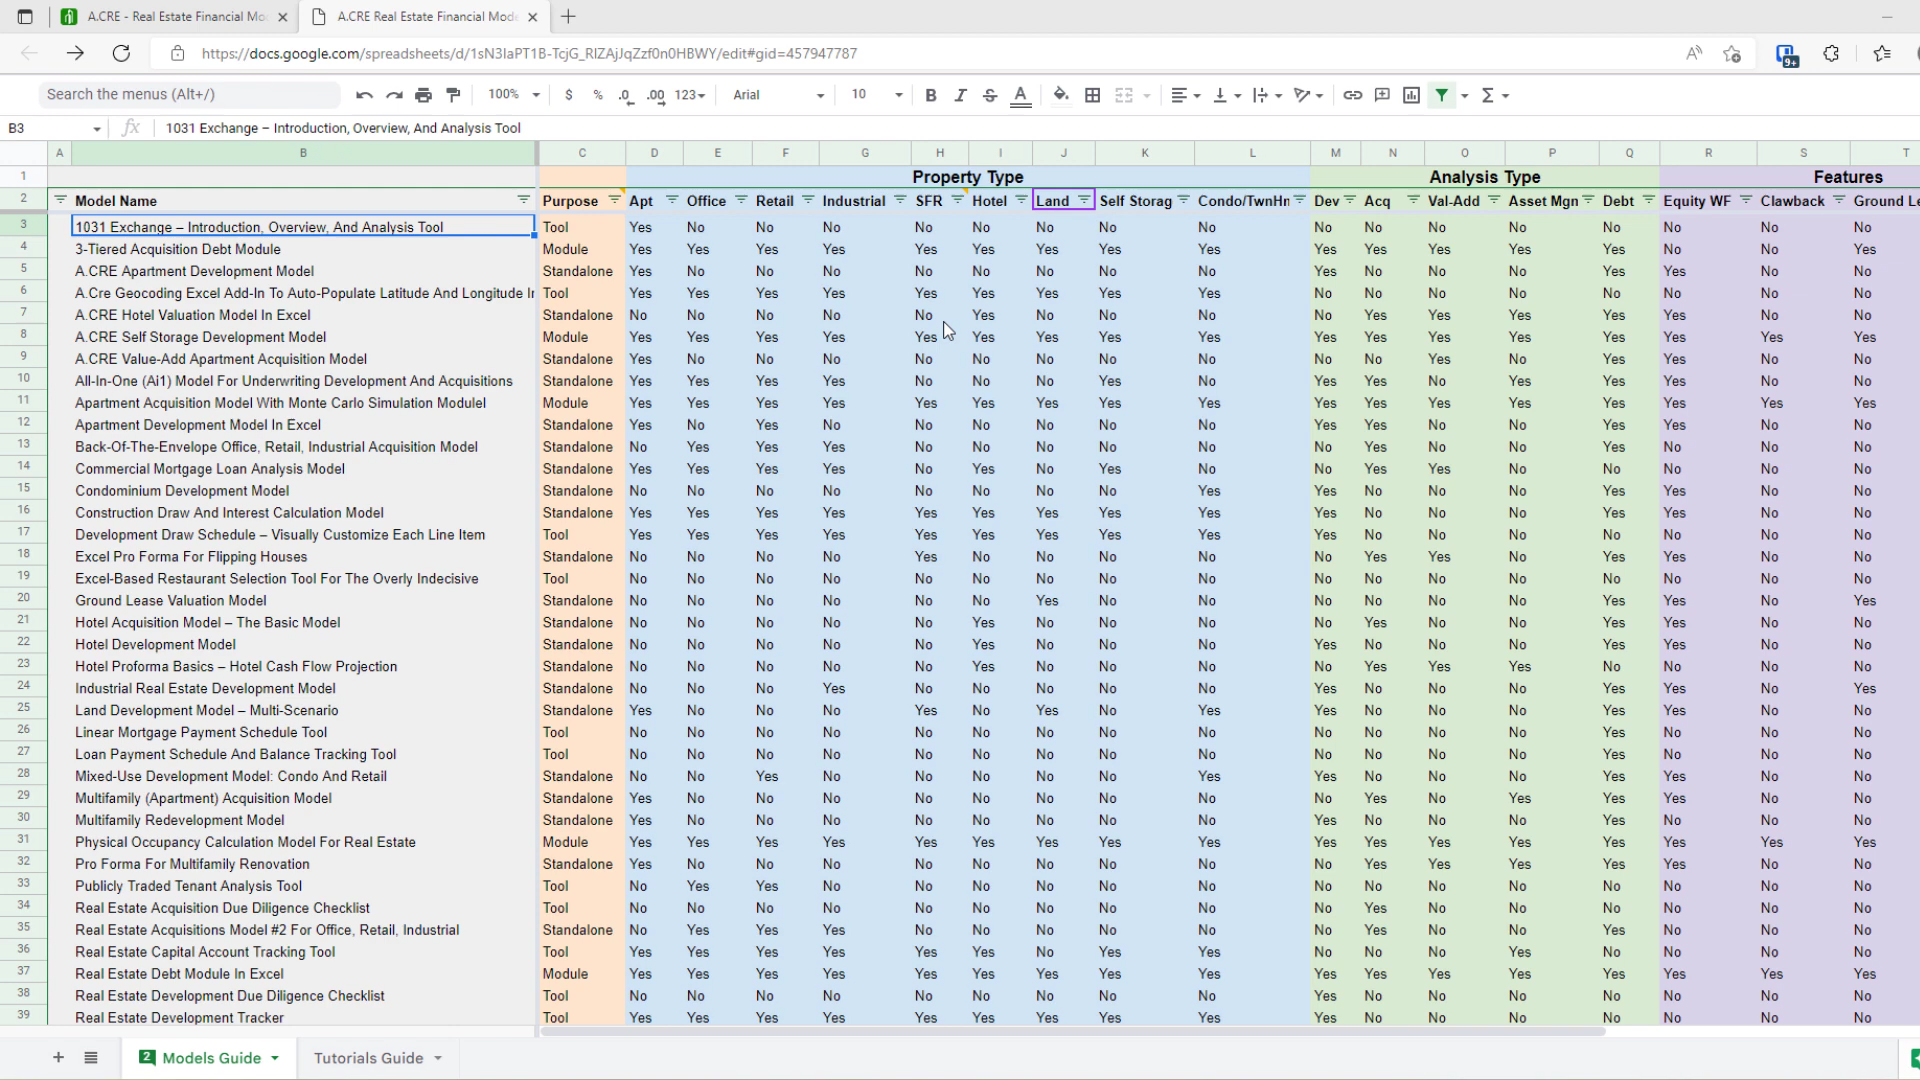 A.CRE - Real Estate Financial Mo
A.CRE Real Estate Financial Mode
https://docs.google.com/spreadsheets/d/1sN3IaPT1B-TcjG_RIZAjJqZzf0n0HBWY/edit#gid=457947787
9+
Search the menus (Alt+/) 100% $ % .0 .00 123 Arial 10 B I S A Σ
B3 fx 1031 Exchange – Introduction, Overview, And Analysis Tool
A B C D E F G H I J K L M N O P Q R S T
1 Property Type Analysis Type Features
2 Model Name Purpose Apt Office Retail Industrial SFR Hotel Land Self Storag Condo/TwnHn Dev Acq Val-Add Asset Mgn Debt Equity WF Clawback Ground Le
3 1031 Exchange – Introduction, Overview, And Analysis Tool Tool Yes No No No No No No No No No No No No No No No No
4 3-Tiered Acquisition Debt Module Module Yes Yes Yes Yes Yes Yes Yes Yes Yes Yes Yes Yes Yes Yes No No Yes
5 A.CRE Apartment Development Model Standalone Yes No No No No No No No No Yes No No No Yes Yes No No
6 A.Cre Geocoding Excel Add-In To Auto-Populate Latitude And Longitude Ir Tool Yes Yes Yes Yes Yes Yes Yes Yes Yes No No No No No No No No
7 A.CRE Hotel Valuation Model In Excel Standalone No No No No No Yes No No No No Yes Yes Yes Yes Yes No No
8 A.CRE Self Storage Development Model Module Yes Yes Yes Yes Yes Yes Yes Yes Yes Yes Yes Yes Yes Yes Yes Yes Yes
9 A.CRE Value-Add Apartment Acquisition Model Standalone Yes No No No No No No No No No No Yes No Yes Yes No No
10 All-In-One (Ai1) Model For Underwriting Development And Acquisitions Standalone Yes Yes Yes Yes No No No Yes No Yes Yes No Yes Yes Yes No No
11 Apartment Acquisition Model With Monte Carlo Simulation Modulel Module Yes Yes Yes Yes Yes Yes Yes Yes Yes Yes Yes Yes Yes Yes Yes Yes Yes
12 Apartment Development Model In Excel Standalone Yes No Yes No No No No No No Yes Yes No No Yes Yes No No
13 Back-Of-The-Envelope Office, Retail, Industrial Acquisition Model Standalone No Yes Yes Yes No No No No No No Yes No No Yes No No No
14 Commercial Mortgage Loan Analysis Model Standalone Yes Yes Yes Yes No Yes No Yes No No Yes Yes No No No No No
15 Condominium Development Model Standalone No No No No No No No No Yes Yes No No No Yes Yes No No
16 Construction Draw And Interest Calculation Model Standalone Yes Yes Yes Yes Yes Yes Yes Yes Yes Yes No No No Yes Yes No No
17 Development Draw Schedule – Visually Customize Each Line Item Tool Yes Yes Yes Yes Yes Yes Yes Yes Yes Yes No No No No No No No
18 Excel Pro Forma For Flipping Houses Standalone No No No No Yes No No No No No Yes Yes No Yes Yes No No
19 Excel-Based Restaurant Selection Tool For The Overly Indecisive Tool No No No No No No No No No No No No No No No No No
20 Ground Lease Valuation Model Standalone No No No No No No Yes No No No No No No Yes Yes No Yes
21 Hotel Acquisition Model – The Basic Model Standalone No No No No No Yes No No No No Yes No No Yes Yes No No
22 Hotel Development Model Standalone No No No No No Yes No No No Yes No No No Yes Yes No No
23 Hotel Proforma Basics – Hotel Cash Flow Projection Standalone No No No No No Yes No No No No Yes Yes Yes No No No No
24 Industrial Real Estate Development Model Standalone No No No Yes No No No No No Yes No No No Yes Yes No Yes
25 Land Development Model – Multi-Scenario Standalone Yes No No No Yes No Yes No Yes Yes No No No Yes Yes No No
26 Linear Mortgage Payment Schedule Tool Tool No No No No No No No No No No No No No Yes No No No
27 Loan Payment Schedule And Balance Tracking Tool Tool No No No No No No No No No No No No No Yes No No No
28 Mixed-Use Development Model: Condo And Retail Standalone No No Yes No No No No No Yes Yes No No No Yes Yes No No
29 Multifamily (Apartment) Acquisition Model Standalone Yes No No No No No No No No No Yes No Yes Yes Yes No No
30 Multifamily Redevelopment Model Standalone Yes No No No No No No No No Yes No No No Yes No No No
31 Physical Occupancy Calculation Model For Real Estate Module Yes Yes Yes Yes Yes Yes Yes Yes Yes Yes Yes Yes Yes Yes Yes Yes Yes
32 Pro Forma For Multifamily Renovation Standalone Yes No No No No No No No No No Yes Yes Yes Yes Yes No No
33 Publicly Traded Tenant Analysis Tool Tool No Yes Yes No No No No No No No No No No No No No No
34 Real Estate Acquisition Due Diligence Checklist Tool No No No No No No No No No No Yes No No No No No No
35 Real Estate Acquisitions Model #2 For Office, Retail, Industrial Standalone No Yes Yes Yes No No No No No No Yes No No Yes No No No
36 Real Estate Capital Account Tracking Tool Tool Yes Yes Yes Yes Yes Yes No Yes Yes No No No Yes No No No No
37 Real Estate Debt Module In Excel Module Yes Yes Yes Yes Yes Yes Yes Yes Yes Yes Yes Yes Yes Yes Yes Yes Yes
38 Real Estate Development Due Diligence Checklist Tool No No No No No No No No No Yes No No No No No No No
39 Real Estate Development Tracker Tool Yes Yes Yes Yes Yes Yes Yes Yes Yes Yes No No No No No No No
2 Models Guide Tutorials Guide